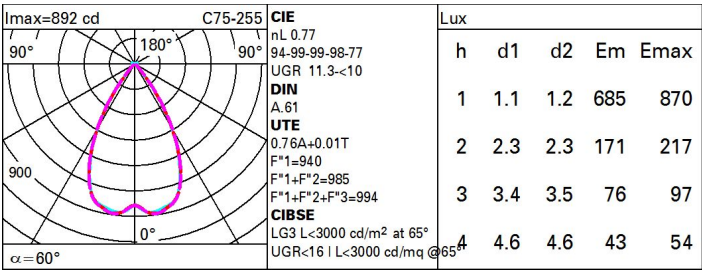 Imax=892 cd C75-255
90° 180° 90°
900
0°
α=60°
CIE
nL 0.77
94-99-99-98-77
UGR 11.3-<10
DIN
A.61
UTE
0.76A+0.01T
F"1=940
F"1+F"2=985
F"1+F"2+F"3=994
CIBSE
LG3 L<3000 cd/m² at 65°
UGR<16 | L<3000 cd/mq @65°
Lux
h d1 d2 Em Emax
1 1.1 1.2 685 870
2 2.3 2.3 171 217
3 3.4 3.5 76 97
4 4.6 4.6 43 54